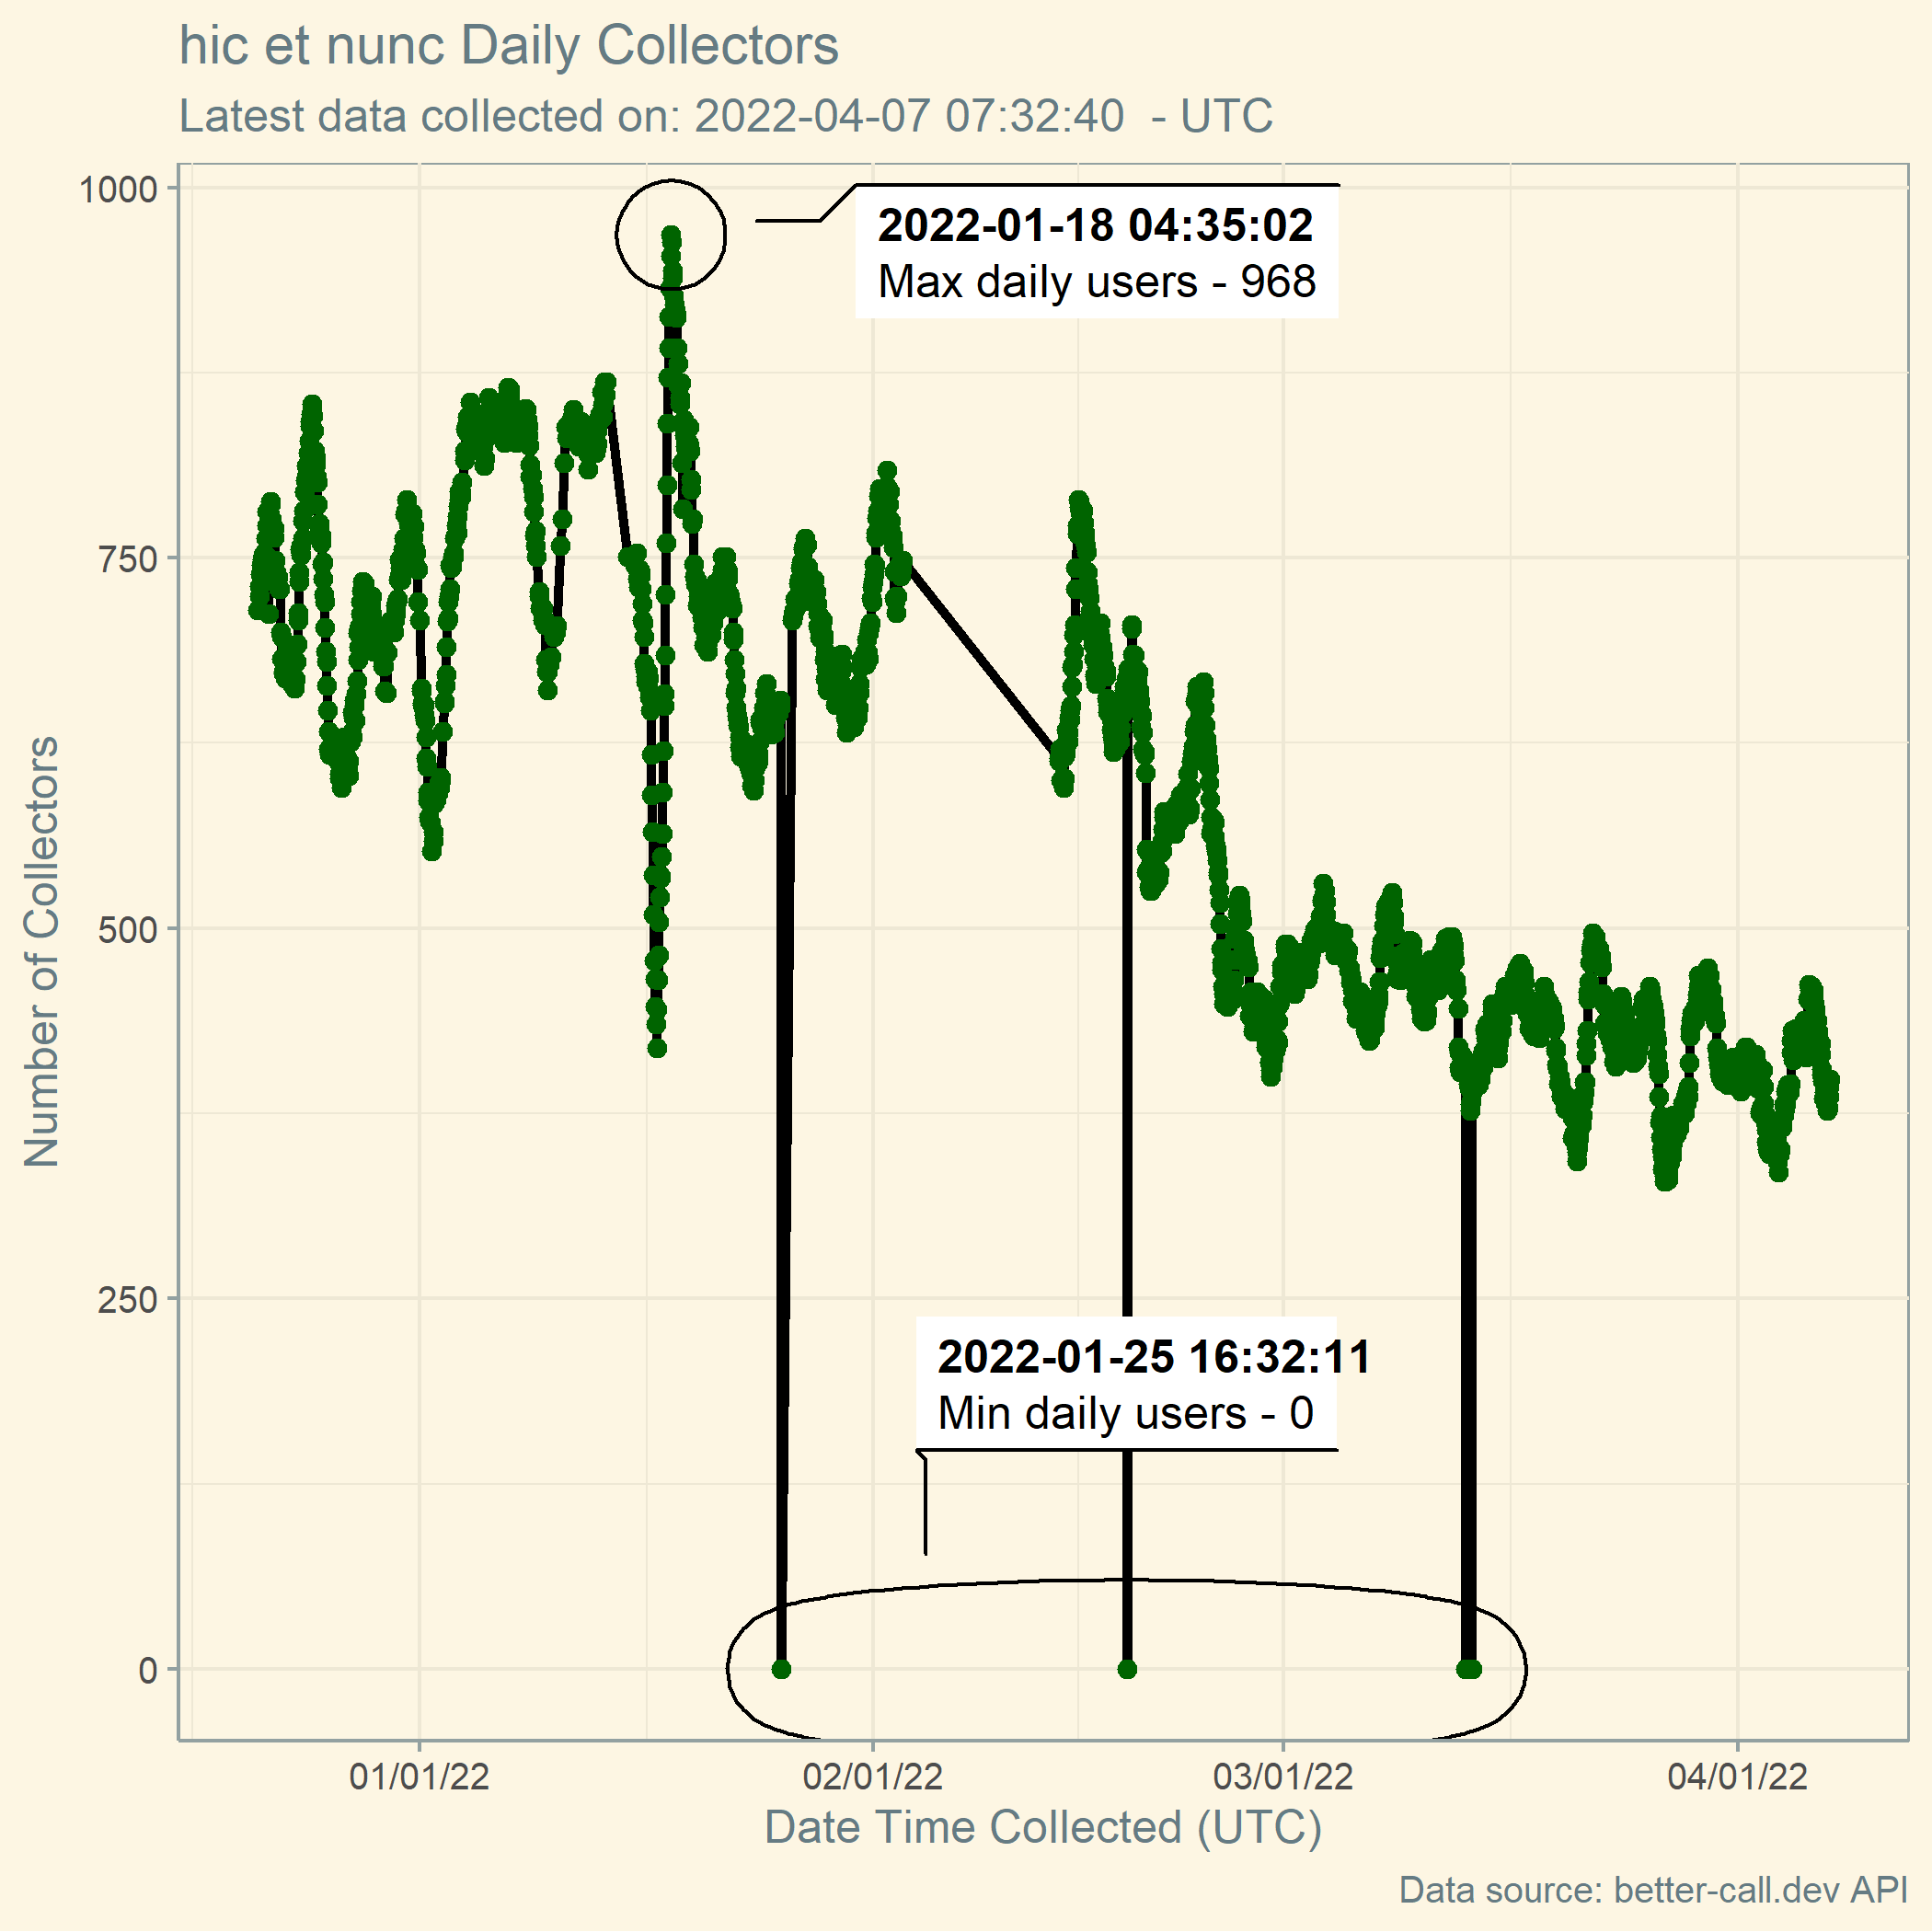 hic et nunc Daily Collectors
Latest data collected on: 2022-04-07 07:32:40  - UTC
1000
2022-01-18 04:35:02
Max daily users - 968
750
Number of Collectors
500
250
2022-01-25 16:32:11
Min daily users - 0
0
01/01/22
02/01/22
03/01/22
04/01/22
Date Time Collected (UTC)
Data source: better-call.dev API